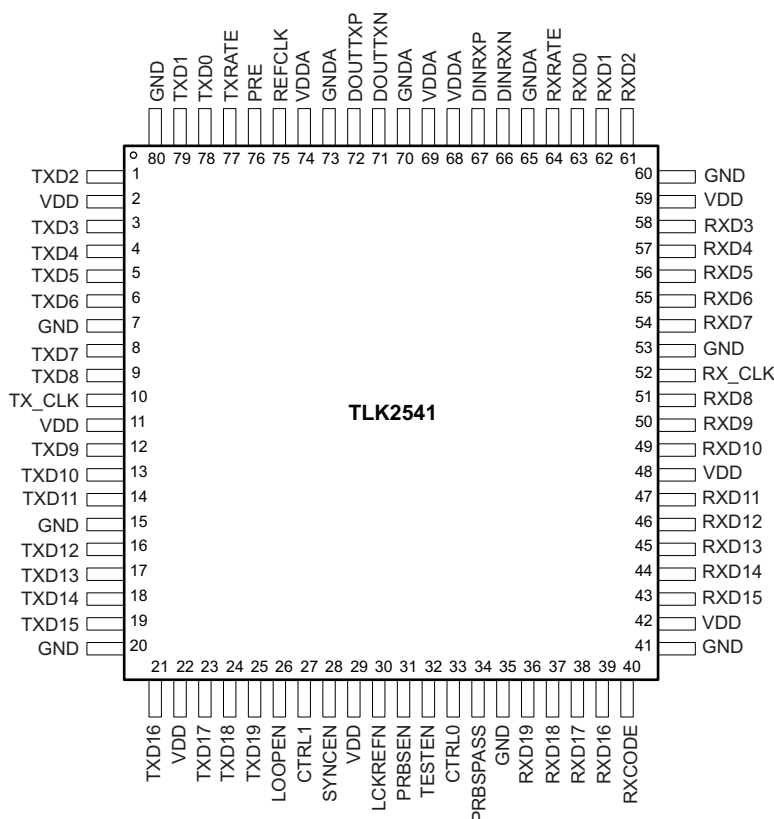 GND TXD1 TXD0 TXRATE PRE REFCLK VDDA GNDA DOUTTXP DOUTTXN GNDA VDDA VDDA DINRXP DINRXN GNDA RXRATE RXD0 RXD1 RXD2
80 79 78 77 76 75 74 73 72 71 70 69 68 67 66 65 64 63 62 61
TXD2 1 60 GND
VDD 2 59 VDD
TXD3 3 58 RXD3
TXD4 4 57 RXD4
TXD5 5 56 RXD5
TXD6 6 55 RXD6
GND 7 54 RXD7
TXD7 8 53 GND
TXD8 9 52 RX_CLK
TX_CLK 10 51 RXD8
VDD 11 TLK2541 50 RXD9
TXD9 12 49 RXD10
TXD10 13 48 VDD
TXD11 14 47 RXD11
GND 15 46 RXD12
TXD12 16 45 RXD13
TXD13 17 44 RXD14
TXD14 18 43 RXD15
TXD15 19 42 VDD
GND 20 41 GND
21 22 23 24 25 26 27 28 29 30 31 32 33 34 35 36 37 38 39 40
TXD16 VDD TXD17 TXD18 TXD19 LOOPEN CTRL1 SYNCEN VDD LCKREFN PRBSEN TESTEN CTRL0 PRBSPASS GND RXD19 RXD18 RXD17 RXD16 RXCODE